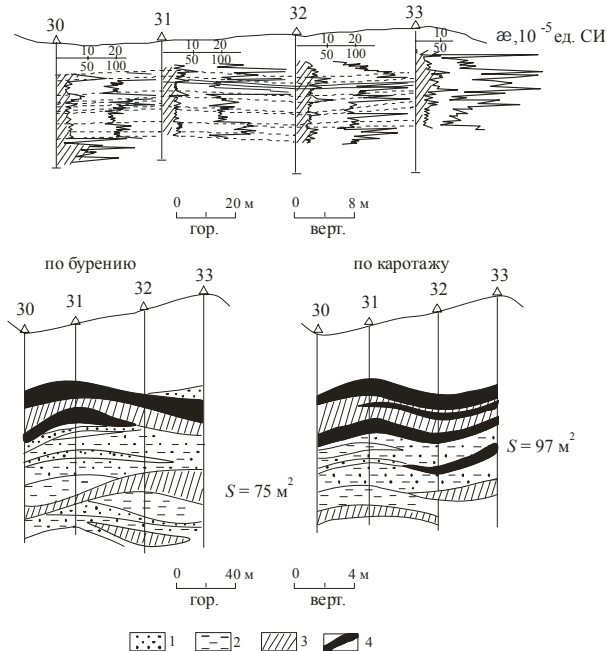 30 31 32 33
10 20 10 20 10 20 10
50 100 50 100 50 100 50
æ,10 -5 ед. СИ
0 20 м 0 8 м
гор. верт.
по бурению по каротажу
30 31 32 33 30 31 32 33
S = 75 м2 S = 97 м2
0 40 м 0 4 м
гор. верт.
1 2 3 4